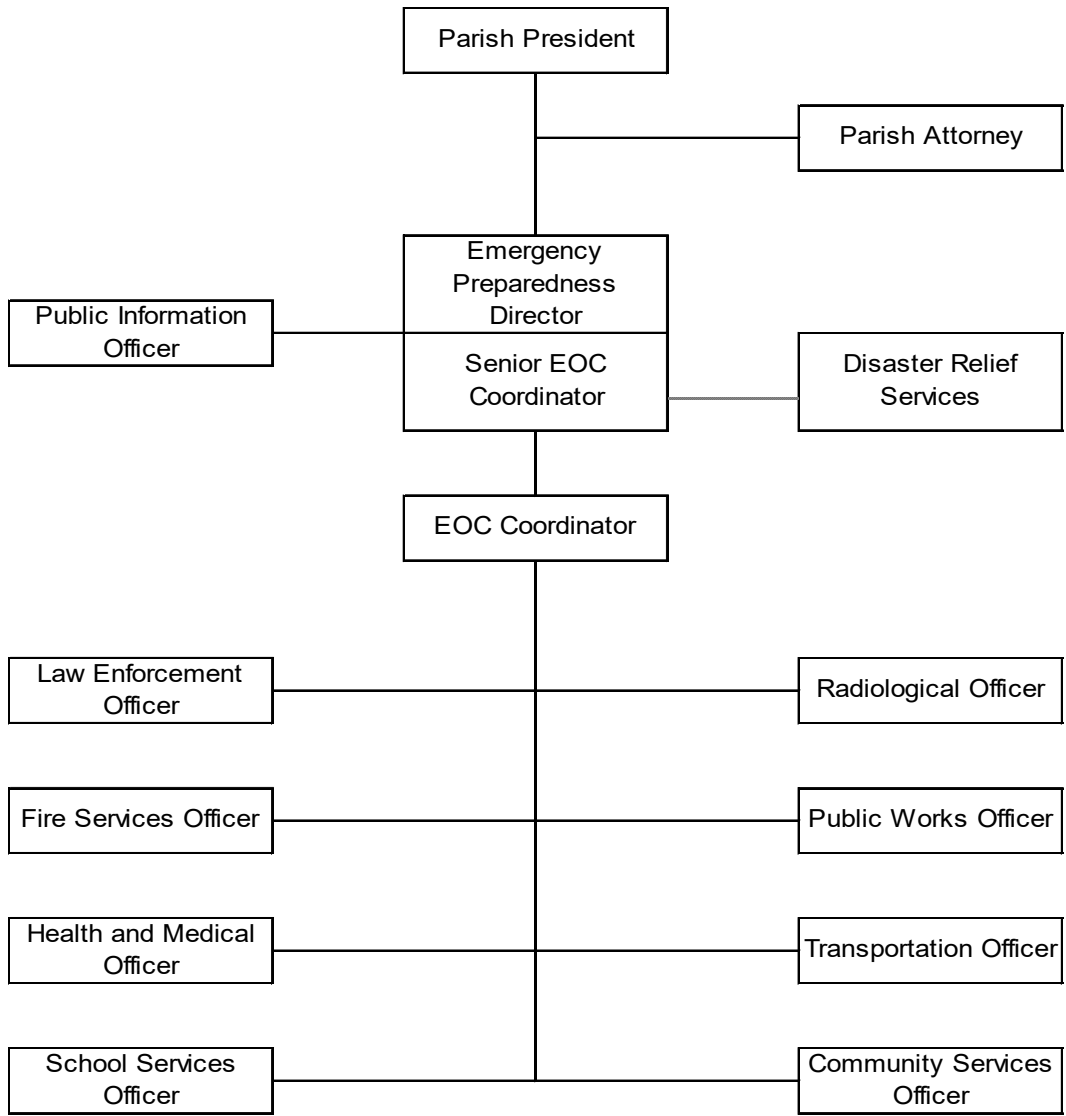 Parish President
Parish Attorney
Emergency
Preparedness
Director
Public Information
Officer
Senior EOC
Coordinator
Disaster Relief
Services
EOC Coordinator
Law Enforcement
Officer
Radiological Officer
Fire Services Officer
Public Works Officer
Health and Medical
Officer
Transportation Officer
School Services
Officer
Community Services
Officer